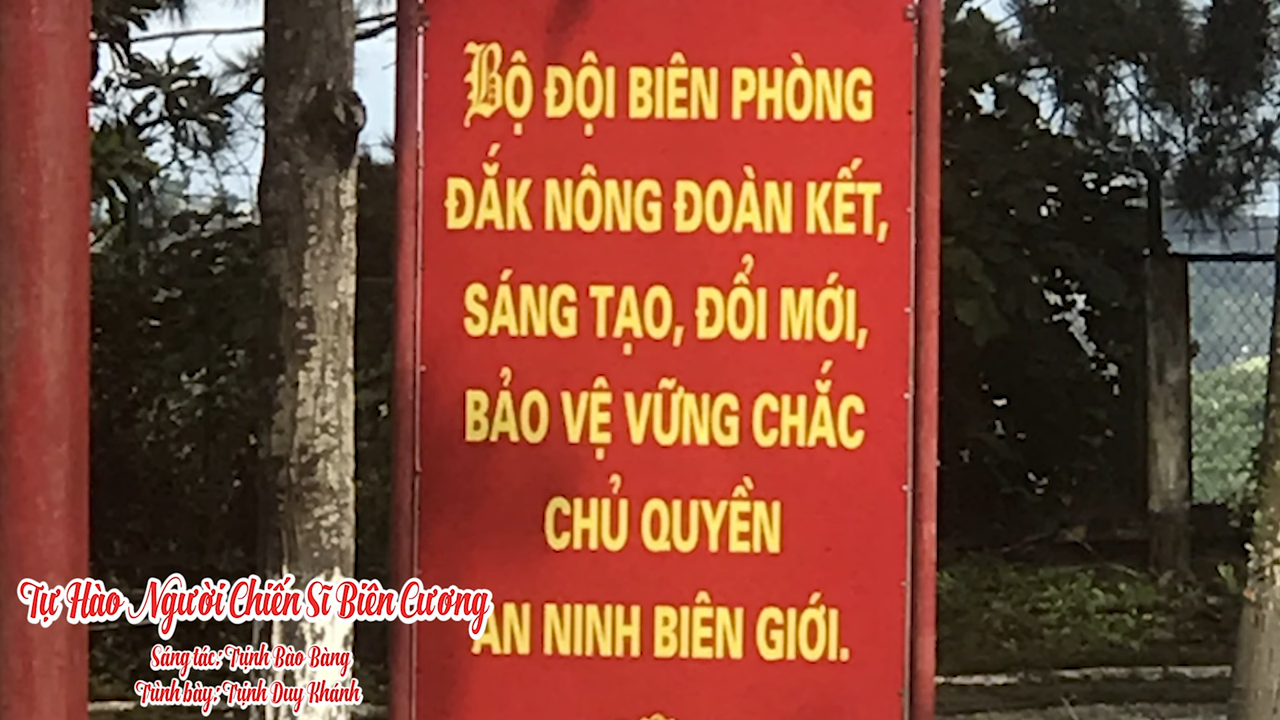 BỘ ĐỘI BIÊN PHÒNG
ĐẮK NÔNG ĐOÀN KẾT,
SÁNG TẠO, ĐỔI MỚI,
BẢO VỆ VỮNG CHẮC
CHỦ QUYỀN
AN NINH BIÊN GIỚI.
Tự Hào Người Chiến Sĩ Biên Cương
Sáng tác: Trịnh Bảo Bàng
Trình bày: Trịnh Duy Khánh